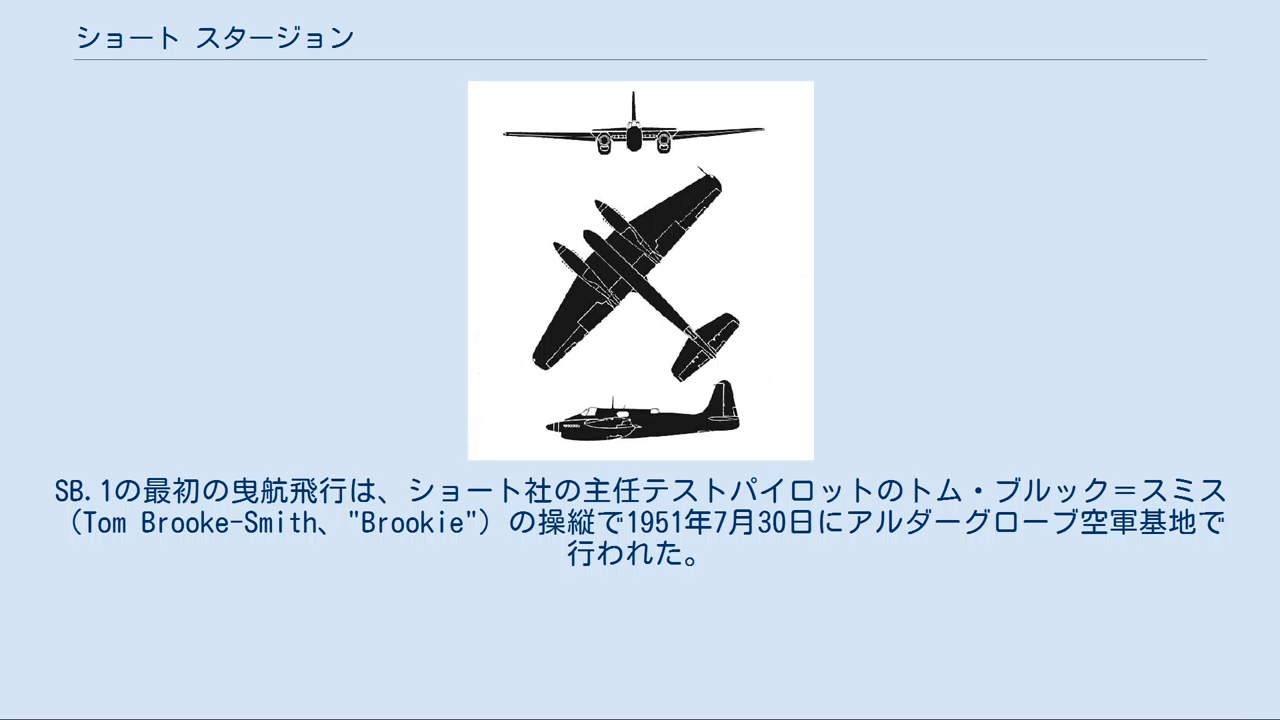 ショート スタージョン
SB.1の最初の曳航飛行は、ショート社の主任テストパイロットのトム・ブルック＝スミス
（Tom Brooke-Smith、"Brookie"）の操縦で1951年7月30日にアルダーグローブ空軍基地で
行われた。